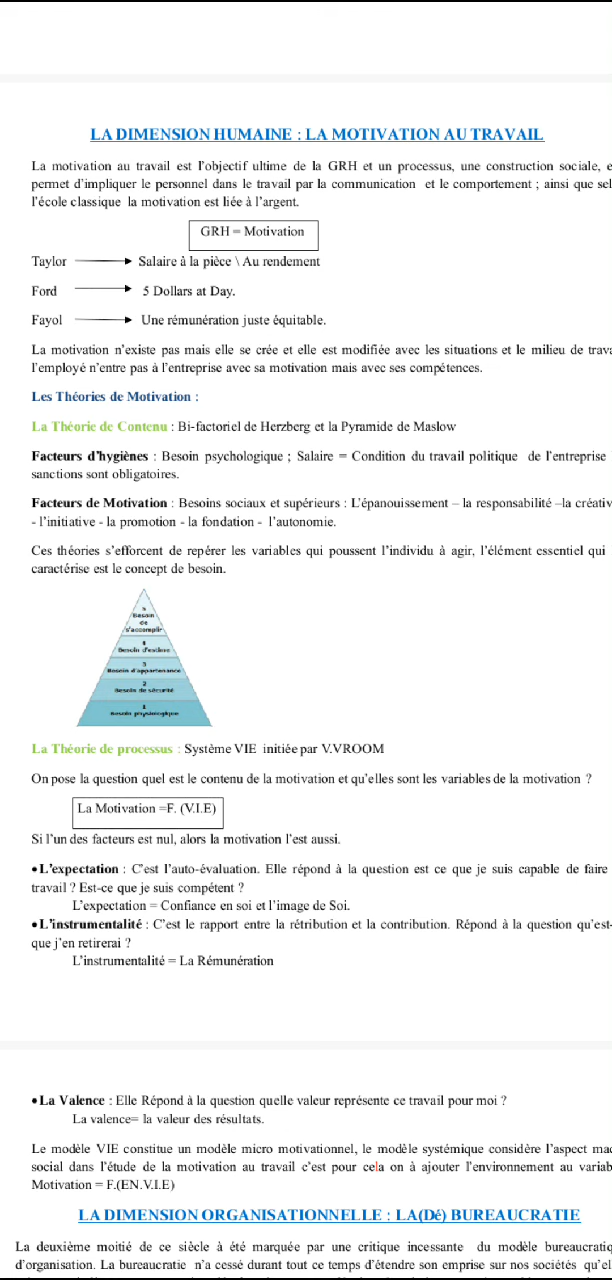 LA DIMENSION HUMAINE : LA MOTIVATION AU TRAVAIL
La motivation au travail est l'objectif ultime de la GRH et un processus, une construction sociale, e
permet d'impliquer le personnel dans le travail par la communication et le comportement ; ainsi que sel
l'école classique la motivation est liée à l'argent.
GRH = Motivation
Taylor Salaire à la pièce \ Au rendement
Ford 5 Dollars at Day.
Fayol Une rémunération juste équitable.
La motivation n'existe pas mais elle se crée et elle est modifiée avec les situations et le milieu de trava
l'employé n'entre pas à l'entreprise avec sa motivation mais avec ses compétences.
Les Théories de Motivation :
La Théorie de Contenu : Bi-factoriel de Herzberg et la Pyramide de Maslow
Facteurs d'hygiènes : Besoin psychologique ; Salaire = Condition du travail politique de l'entreprise
sanctions sont obligatoires.
Facteurs de Motivation : Besoins sociaux et supérieurs : L'épanouissement – la responsabilité –la créativ
- l'initiative - la promotion - la fondation - l'autonomie.
Ces théories s'efforcent de repérer les variables qui poussent l'individu à agir, l'élément essentiel qui
caractérise est le concept de besoin.
5
Besoin
de
s'accomplir
4
Besoin d'estime
3
Besoin d'appartenance
2
Besoin de sécurité
1
Besoin physiologique
La Théorie de processus : Système VIE initiée par V.VROOM
On pose la question quel est le contenu de la motivation et qu'elles sont les variables de la motivation ?
La Motivation =F. (V.I.E)
Si l'un des facteurs est nul, alors la motivation l'est aussi.
•L'expectation : C'est l'auto-évaluation. Elle répond à la question est ce que je suis capable de faire
travail ? Est-ce que je suis compétent ?
L'expectation = Confiance en soi et l'image de Soi.
•L'instrumentalité : C'est le rapport entre la rétribution et la contribution. Répond à la question qu'est-
que j'en retirerai ?
L'instrumentalité = La Rémunération
•La Valence : Elle Répond à la question quelle valeur représente ce travail pour moi ?
La valence= la valeur des résultats.
Le modèle VIE constitue un modèle micro motivationnel, le modèle systémique considère l'aspect mac
social dans l'étude de la motivation au travail c'est pour cela on à ajouter l'environnement au variab
Motivation = F.(EN.V.I.E)
LA DIMENSION ORGANISATIONNELLE : LA(Dé) BUREAUCRATIE
La deuxième moitié de ce siècle à été marquée par une critique incessante du modèle bureaucratiq
d'organisation. La bureaucratie n'a cessé durant tout ce temps d'étendre son emprise sur nos sociétés qu'el